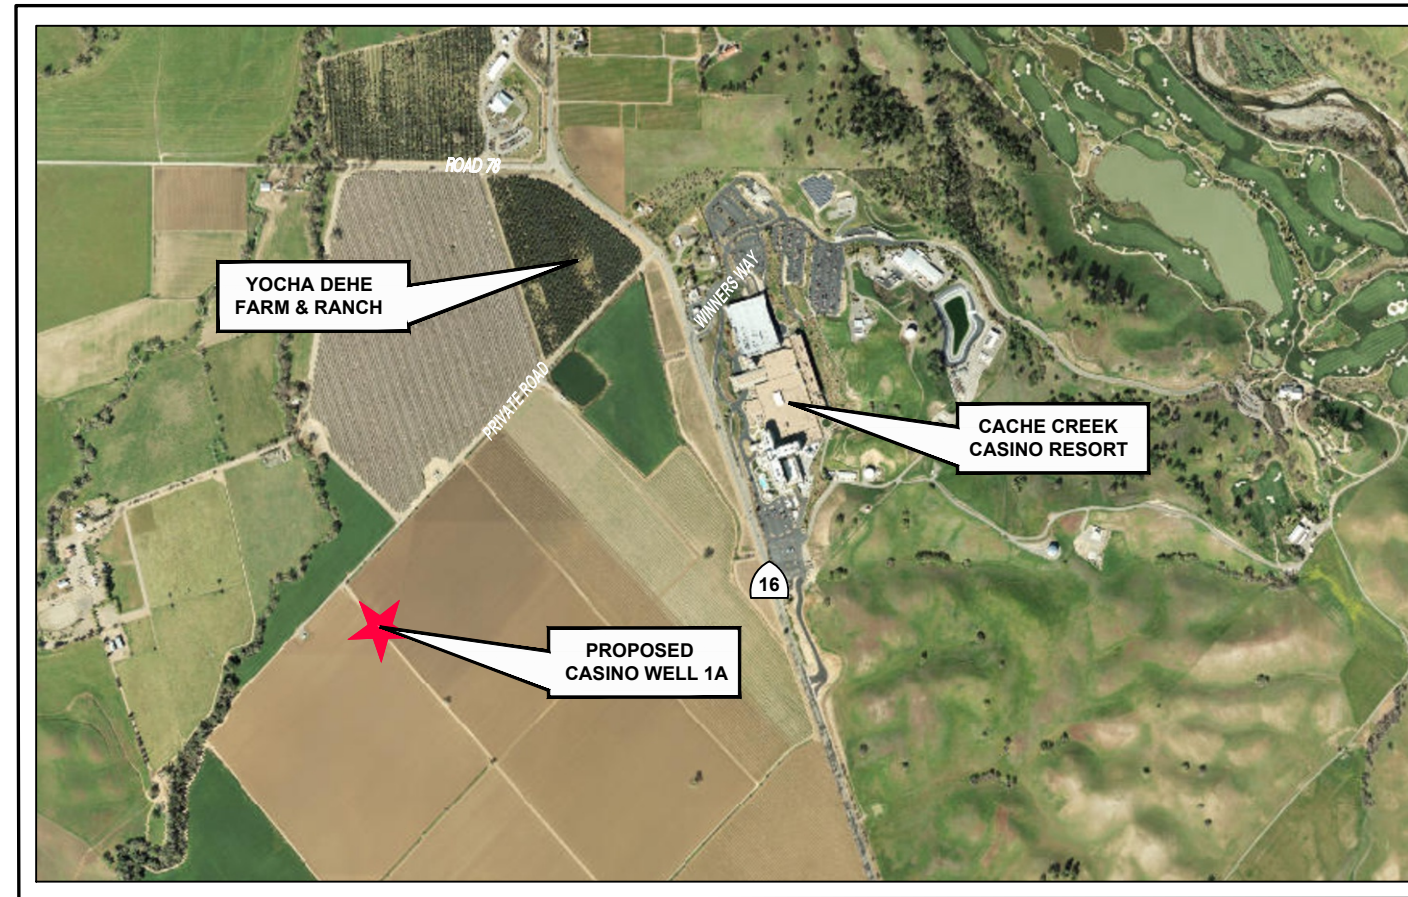 ROAD 78
YOCHA DEHE
FARM & RANCH
WINNERS WAY
PRIVATE ROAD
CACHE CREEK
CASINO RESORT
16
PROPOSED
CASINO WELL 1A